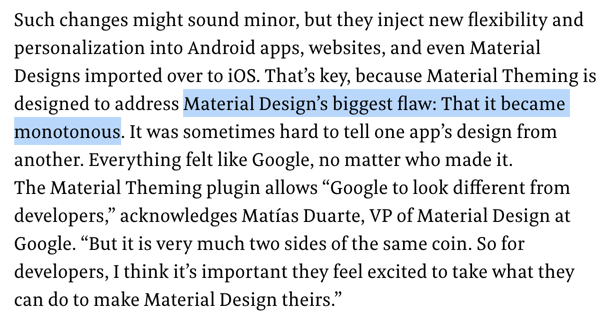 Such changes might sound minor, but they inject new flexibility and
personalization into Android apps, websites, and even Material
Designs imported over to iOS. That’s key, because Material Theming is
designed to address Material Design’s biggest flaw: That it became
monotonous. It was sometimes hard to tell one app’s design from
another. Everything felt like Google, no matter who made it.
The Material Theming plugin allows “Google to look different from
developers,” acknowledges Matías Duarte, VP of Material Design at
Google. “But it is very much two sides of the same coin. So for
developers, I think it’s important they feel excited to take what they
can do to make Material Design theirs.”